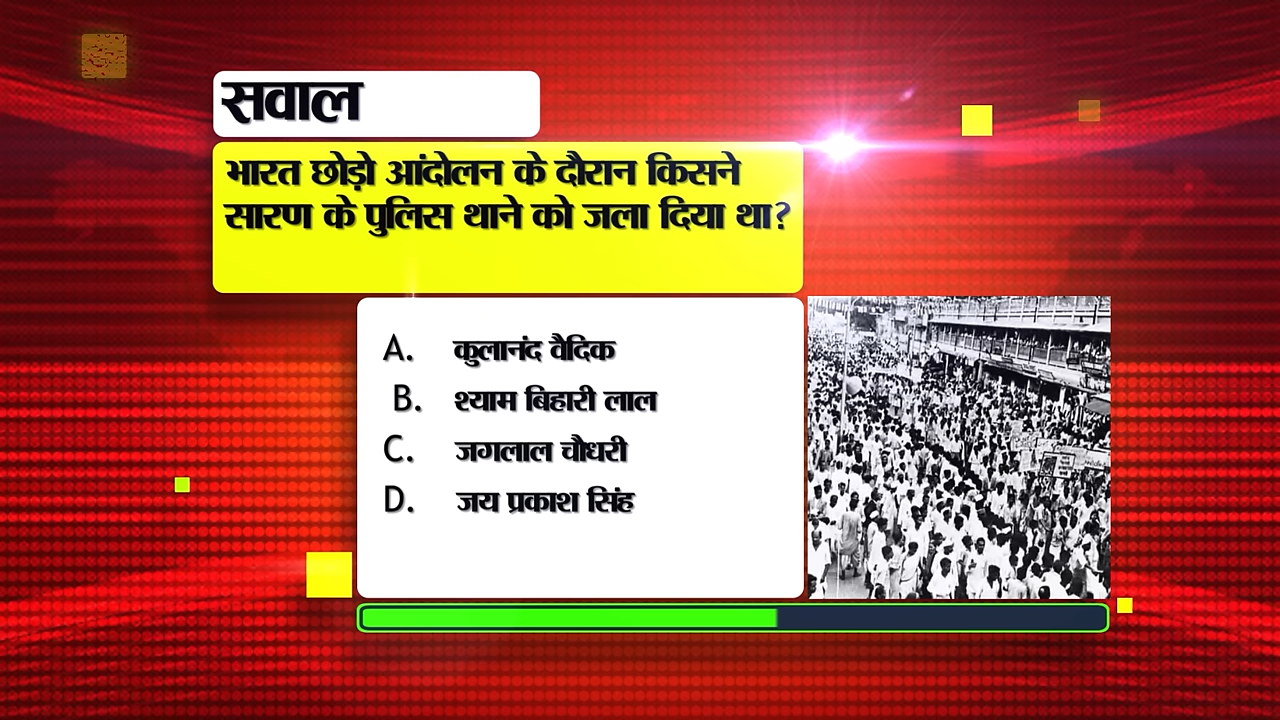 सवाल
भारत छोड़ो आंदोलन के दौरान किसने
सारण के पुलिस थाने को जला दिया था?
A. कुलानंद वैदिक
B. श्याम बिहारी लाल
C. जगलाल चौधरी
D. जय प्रकाश सिंह